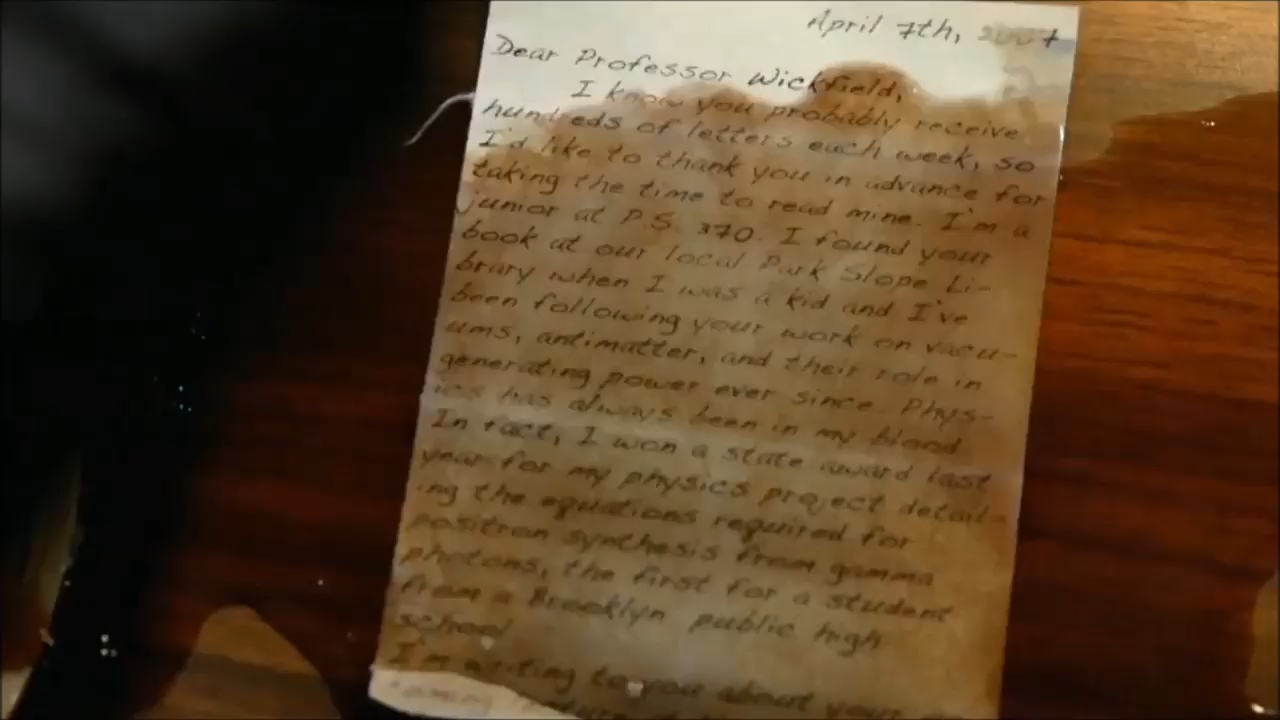 April 7th, 2007
Dear Professor Wickfield,
I know you probably receive
hundreds of letters each week, so
I'd like to thank you in advance for
taking the time to read mine. I'm a
junior at P.S. 370. I found your
book at our local Park Slope Li-
brary when I was a kid and I've
been following your work on vacu-
ums, antimatter, and their role in
generating power ever since. Phys-
ics has always been in my blood
In fact, I won a state award last
year for my physics project detail-
ing the equations required for
positron synthesis from gamma
photons, the first for a student
from a Brooklyn public high
school
I'm writing to you about your